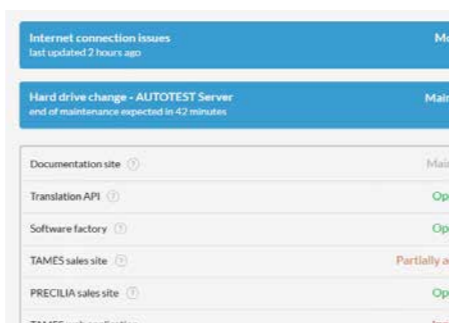 Internet connection issues
last updated 2 hours ago
Hard drive change - AUTOTEST Server
end of maintenance expected in 42 minutes
Documentation site
Translation API
Software factory
TAMES sales site
Partially
PRECILIA sales site